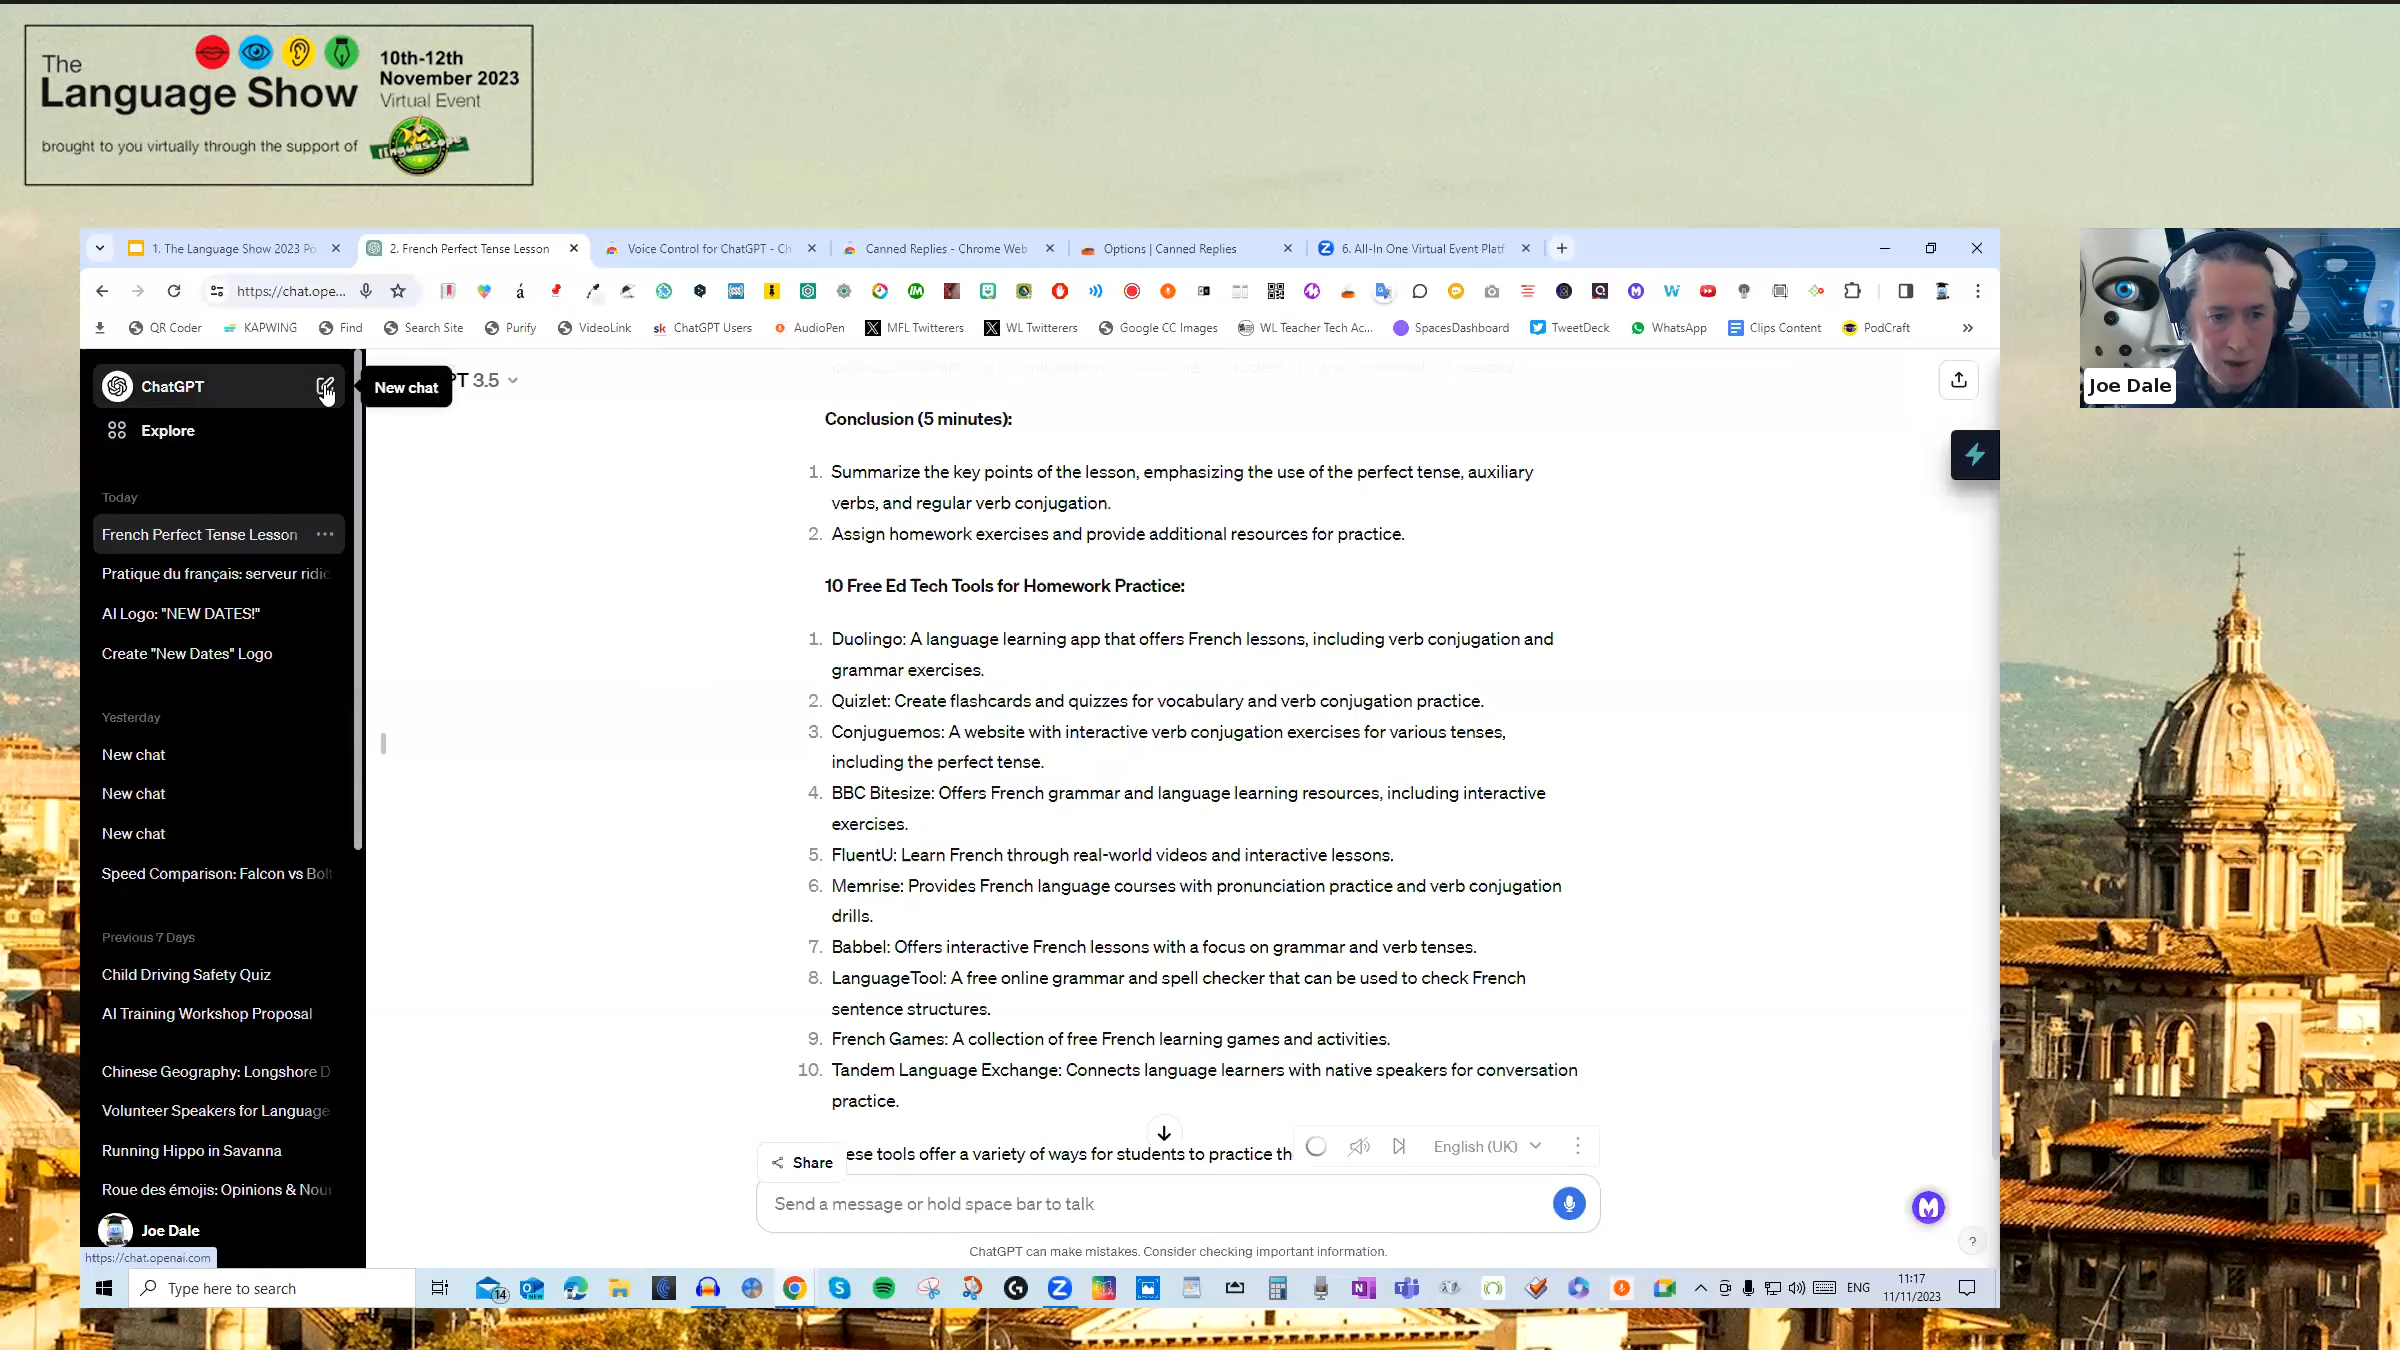 The
Language Show
10th-12th
November 2023
Virtual Event
brought to you virtually through the support of
linguascope
1. The Language Show 2023 Po
2. French Perfect Tense Lesson
Voice Control for ChatGPT - Ch
Canned Replies - Chrome Web
Options | Canned Replies
6. All-In One Virtual Event Platf
https://chat.ope...
QR Coder
KAPWING
Find
Search Site
Purify
VideoLink
sk ChatGPT Users
AudioPen
MFL Twitterers
WL Twitterers
Google CC Images
WL Teacher Tech Ac...
SpacesDashboard
TweetDeck
WhatsApp
Clips Content
PodCraft
Joe Dale
ChatGPT
New chat
PT 3.5
Explore
Today
French Perfect Tense Lesson
Pratique du français: serveur ridic
AI Logo: "NEW DATES!"
Create "New Dates" Logo
Yesterday
New chat
New chat
New chat
Speed Comparison: Falcon vs Bolt
Previous 7 Days
Child Driving Safety Quiz
AI Training Workshop Proposal
Chinese Geography: Longshore D
Volunteer Speakers for Language
Running Hippo in Savanna
Roue des émojis: Opinions & Nou
Joe Dale
https://chat.openai.com
Conclusion (5 minutes):
1. Summarize the key points of the lesson, emphasizing the use of the perfect tense, auxiliary
verbs, and regular verb conjugation.
2. Assign homework exercises and provide additional resources for practice.
10 Free Ed Tech Tools for Homework Practice:
1. Duolingo: A language learning app that offers French lessons, including verb conjugation and
grammar exercises.
2. Quizlet: Create flashcards and quizzes for vocabulary and verb conjugation practice.
3. Conjuguemos: A website with interactive verb conjugation exercises for various tenses,
including the perfect tense.
4. BBC Bitesize: Offers French grammar and language learning resources, including interactive
exercises.
5. FluentU: Learn French through real-world videos and interactive lessons.
6. Memrise: Provides French language courses with pronunciation practice and verb conjugation
drills.
7. Babbel: Offers interactive French lessons with a focus on grammar and verb tenses.
8. LanguageTool: A free online grammar and spell checker that can be used to check French
sentence structures.
9. French Games: A collection of free French learning games and activities.
10. Tandem Language Exchange: Connects language learners with native speakers for conversation
practice.
ese tools offer a variety of ways for students to practice th
Share
English (UK)
Send a message or hold space bar to talk
ChatGPT can make mistakes. Consider checking important information.
?
Type here to search
14
ENG
11:17
11/11/2023